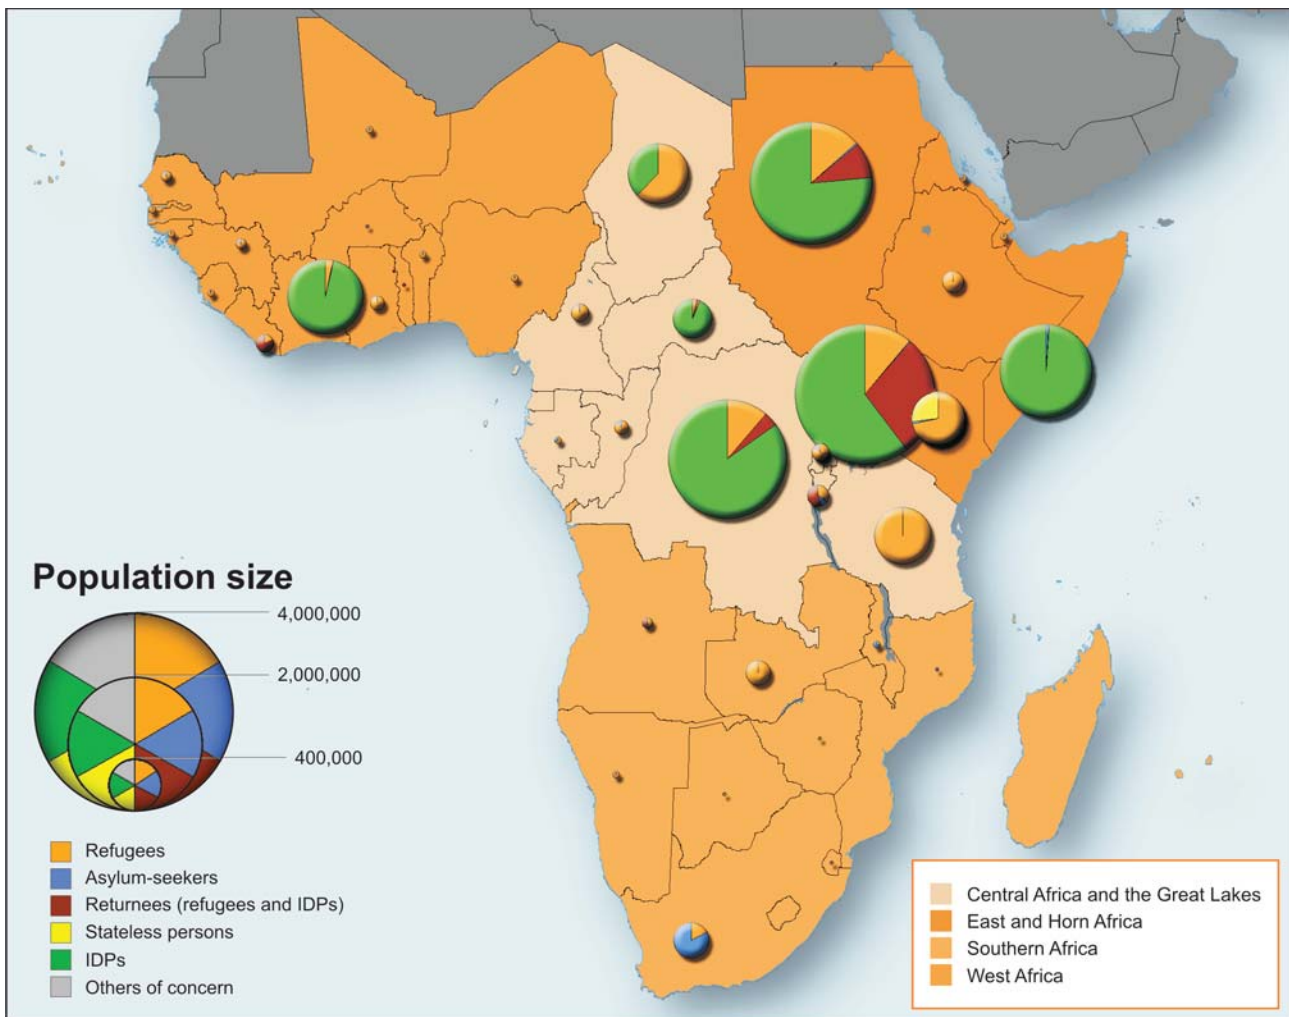 Population size
4,000,000
2,000,000
400,000
Refugees
Asylum-seekers
Returnees (refugees and IDPs)
Stateless persons
IDPs
Others of concern
Central Africa and the Great Lakes
East and Horn Africa
Southern Africa
West Africa